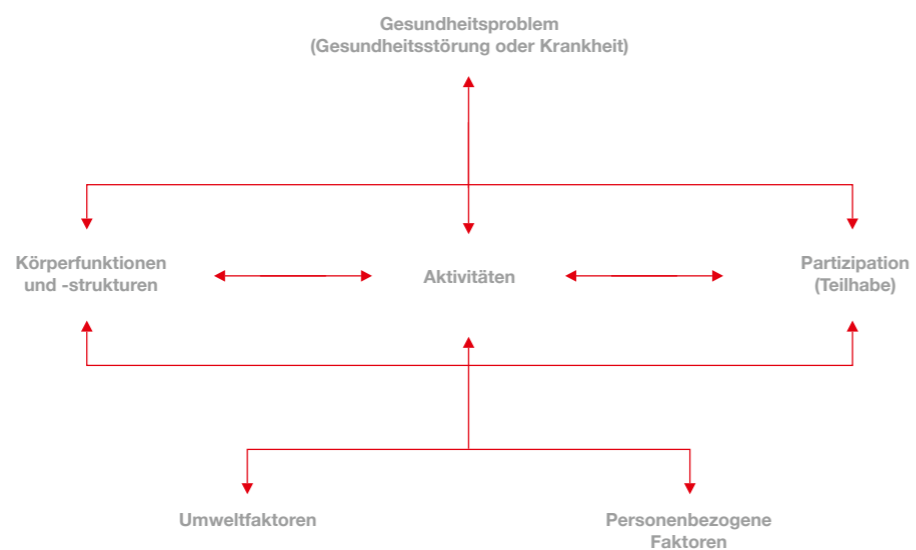 Gesundheitsproblem
(Gesundheitsstörung oder Krankheit)
Körperfunktionen
und -strukturen
Aktivitäten
Partizipation
(Teilhabe)
Umweltfaktoren
Personenbezogene
Faktoren